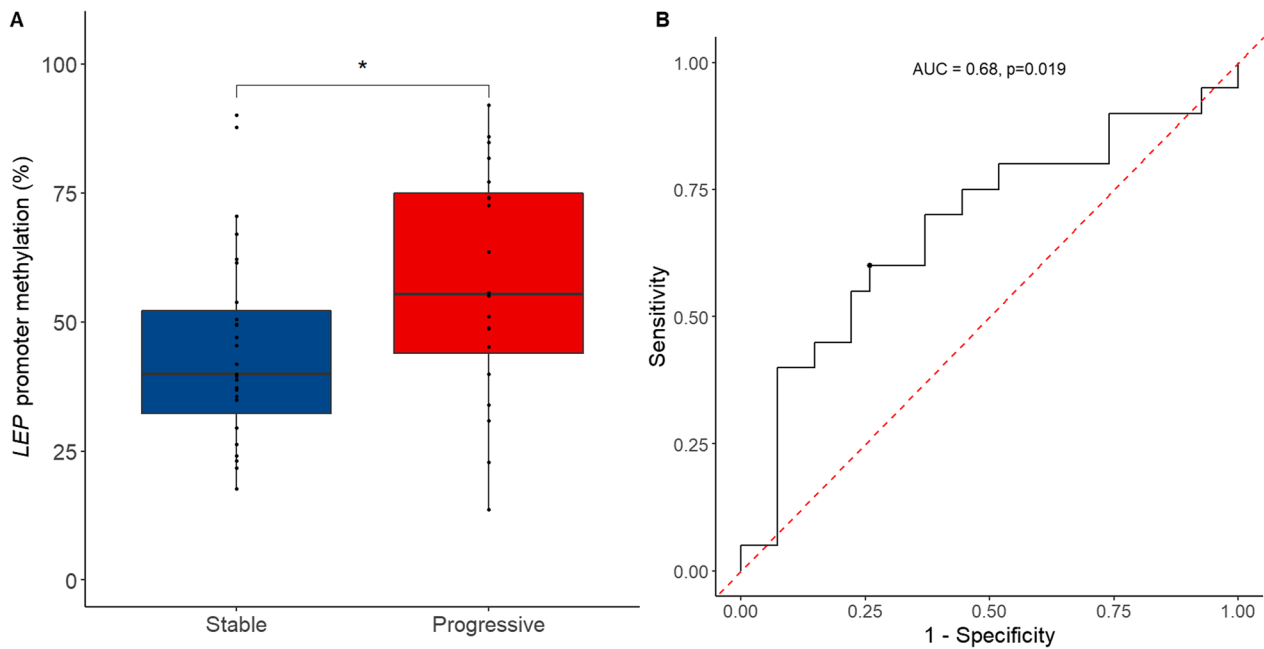 A
LEP promoter methylation (%)
100
75
50
25
0
*
Stable
Progressive
B
Sensitivity
1.00
0.75
0.50
0.25
0.00
AUC = 0.68, p=0.019
0.00
0.25
0.50
0.75
1.00
1 - Specificity